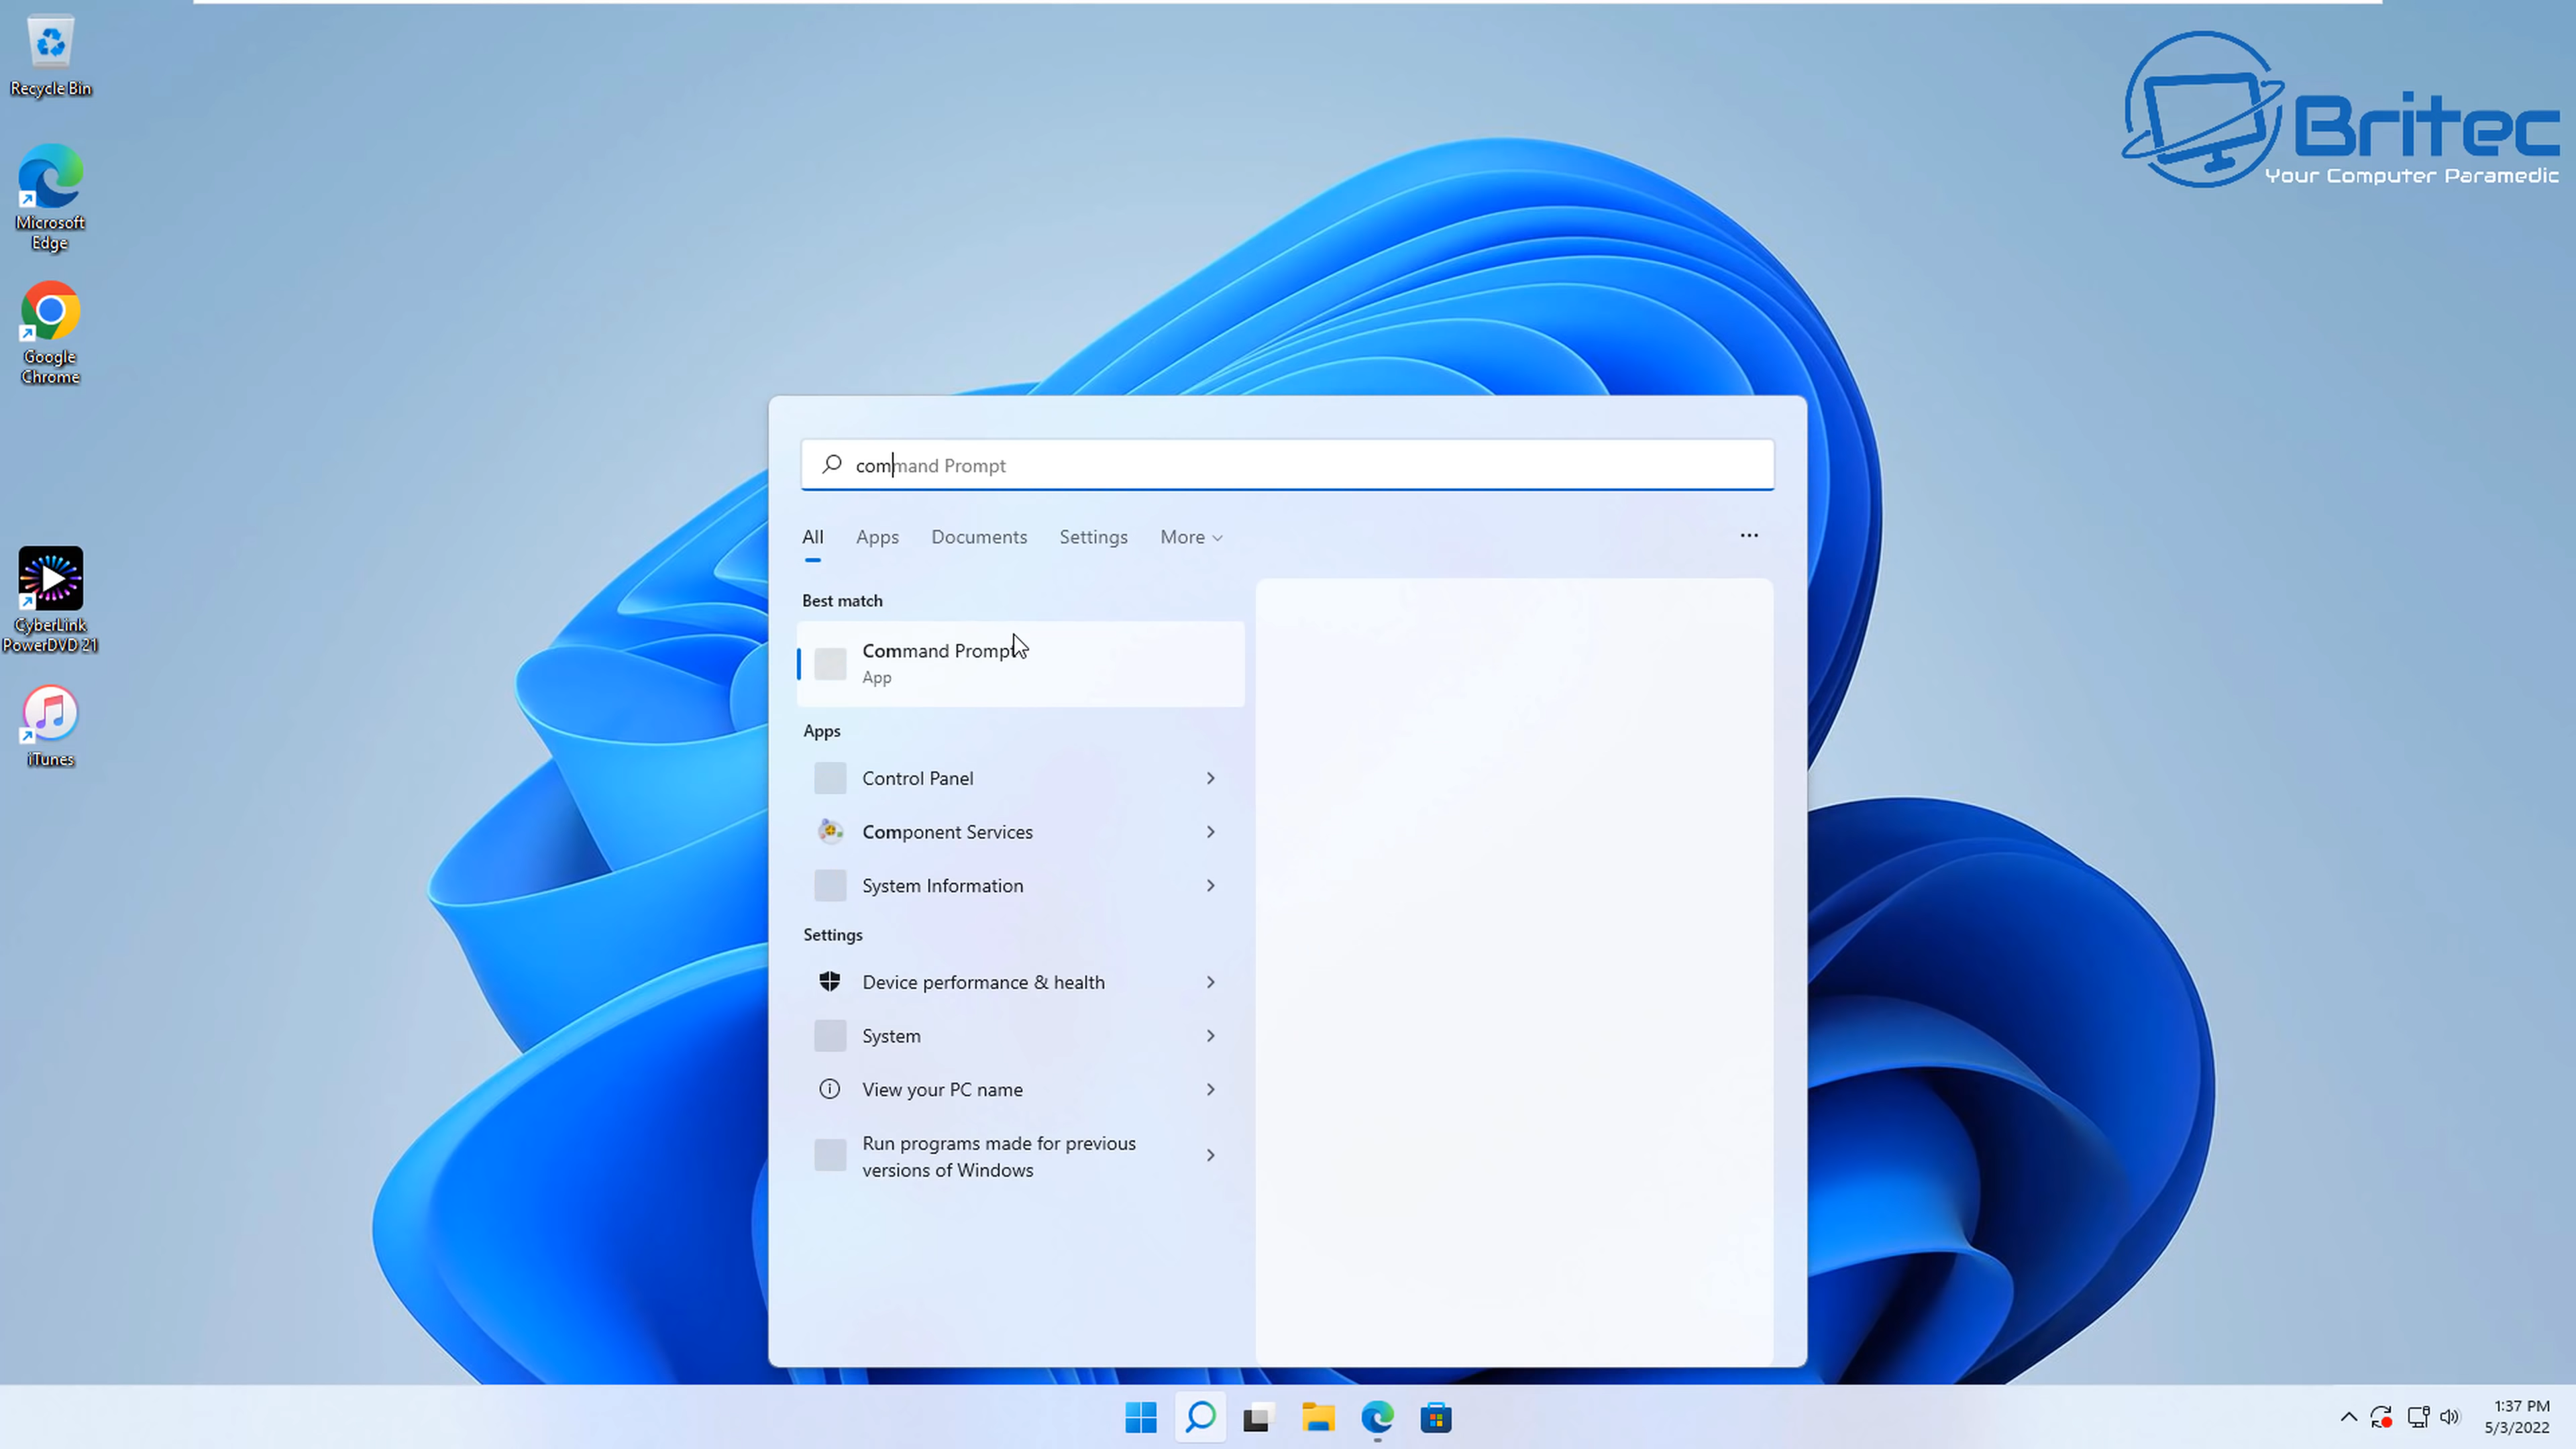 Recycle Bin
Microsoft
Edge
Google
Chrome
CyberLink
PowerDVD 21
iTunes
Britec
Your Computer Paramedic
command Prompt
All Apps Documents Settings More
Best match
Command Prompt
App
Apps
Control Panel
Component Services
System Information
Settings
Device performance & health
System
View your PC name
Run programs made for previous
versions of Windows
1:37 PM
5/3/2022